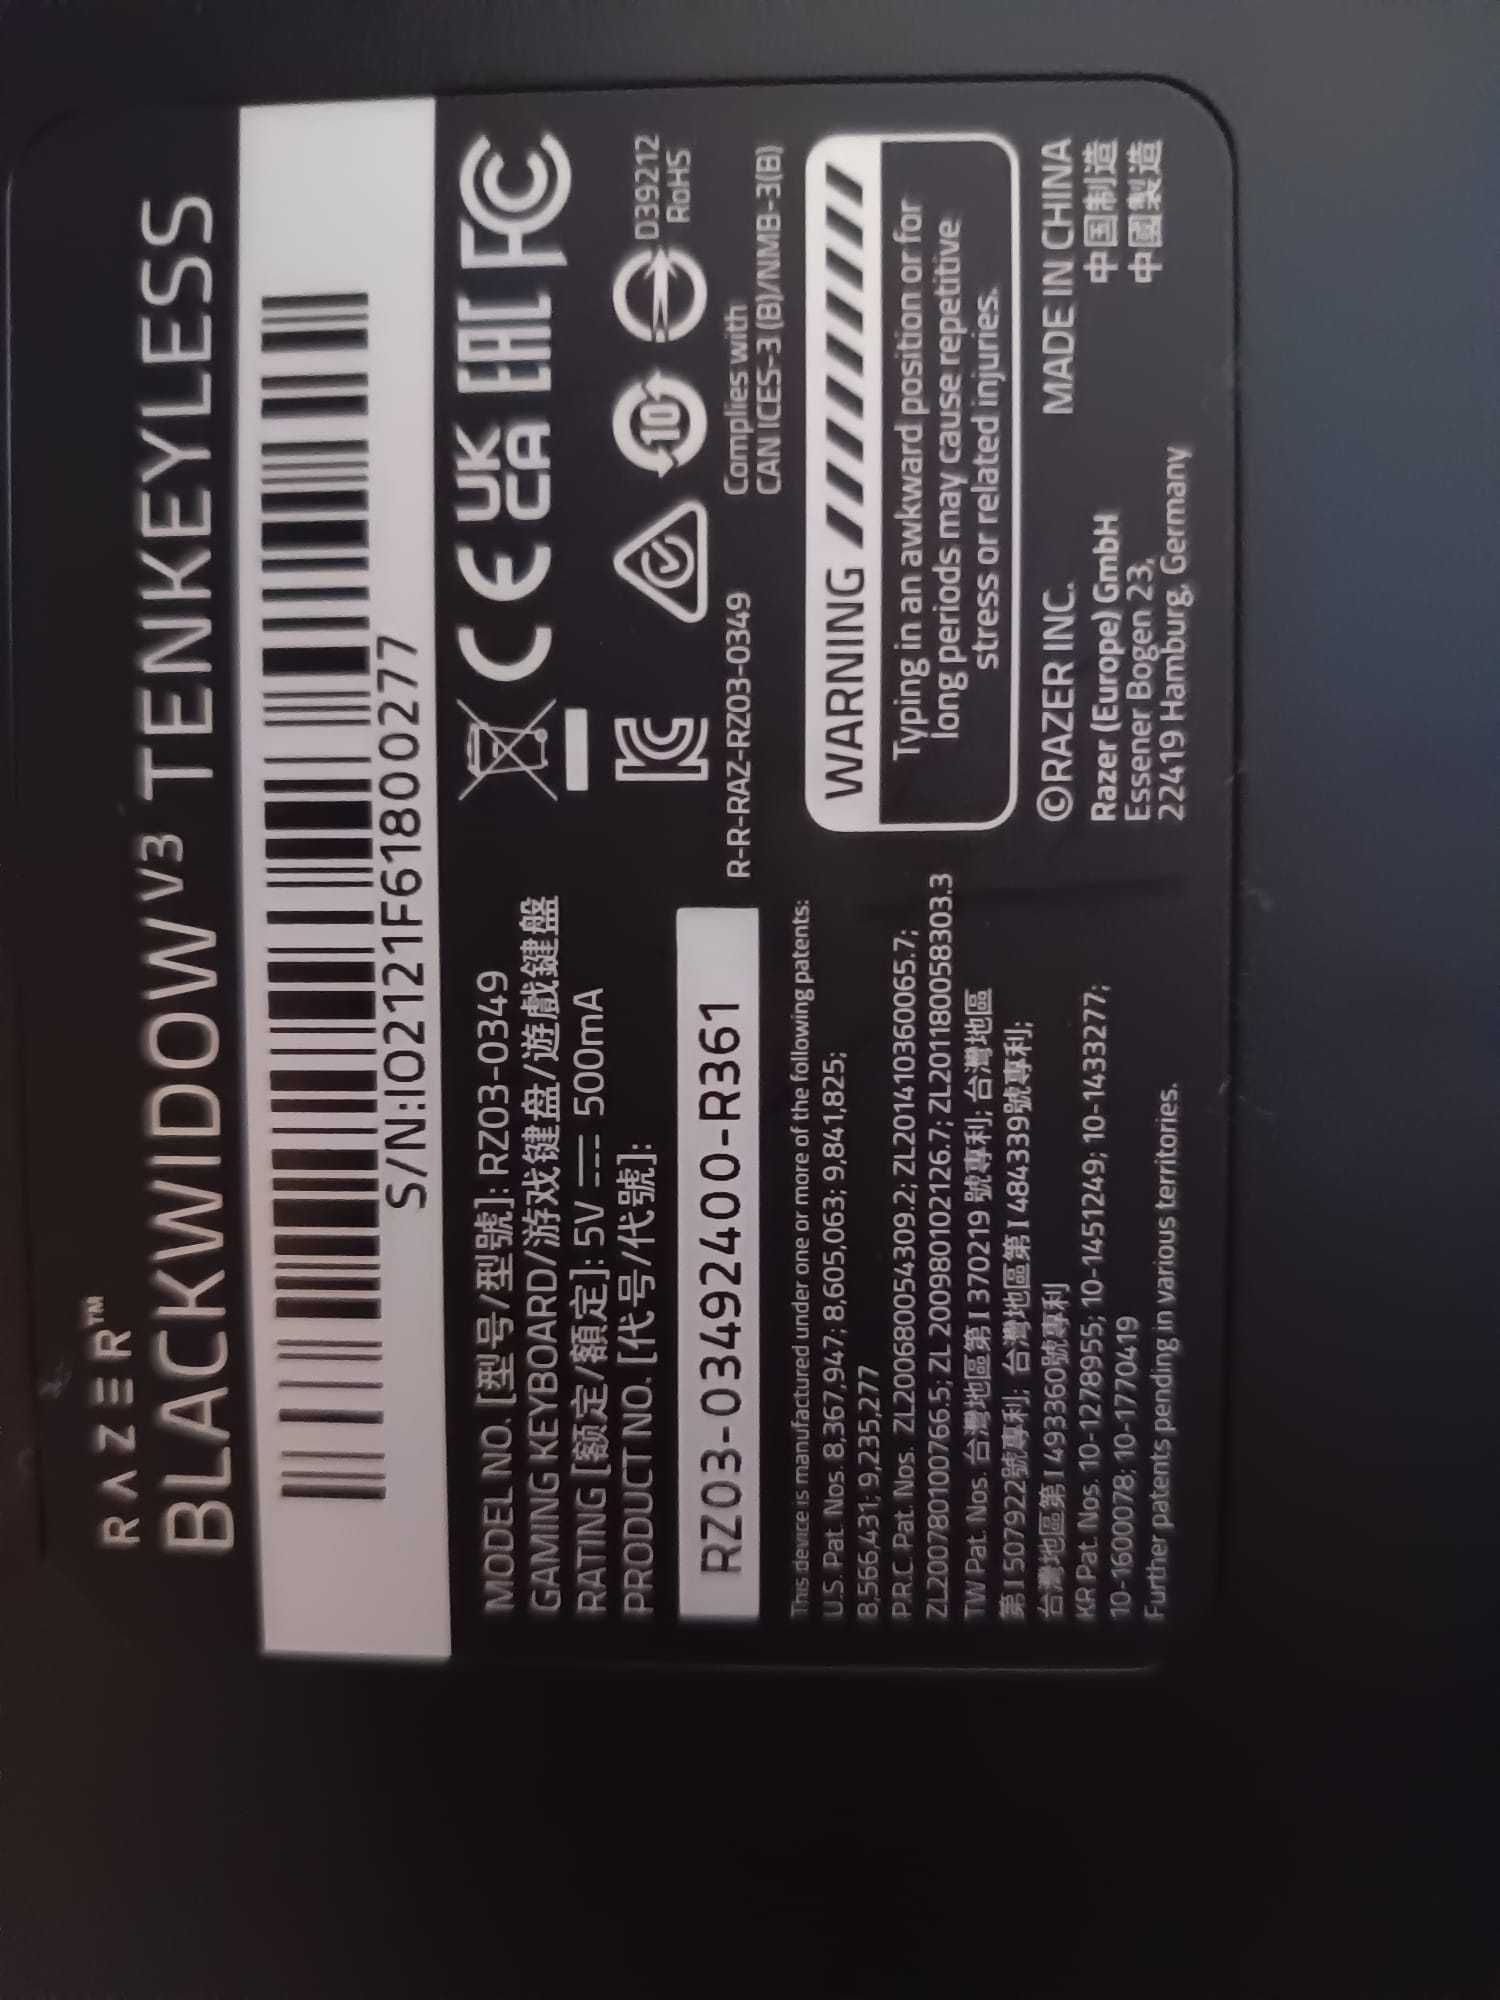 RAZER™
BLACKWIDOW V3 TENKEYLESS
S/N:IO2121F61800277
MODEL NO. [型号/型號]: RZ03-0349
GAMING KEYBOARD/游戏键盘/遊戲鍵盤
RATING [额定/額定]: 5V ⎓ 500mA
PRODUCT NO. [代号/代號]:
RZ03-03492400-R361
This device is manufactured under one or more of the following patents:
U.S. Pat. Nos. 8,367,947; 8,605,063; 9,841,825;
8,566,431; 9,235,277
P.R.C. Pat. Nos. ZL200680054309.2; ZL201410360065.7;
ZL200780100766.5; ZL 200980102126.7; ZL201180058303.3
TW Pat. Nos. 台灣地區第 I 370219 號專利; 台灣地區
第 I 507922號專利; 台灣地區第 I 484339號專利;
台灣地區第 I 493360號專利
KR Pat. Nos. 10-1278955; 10-1451249; 10-1433277;
10-1600078; 10-1770419
Further patents pending in various territories.
CE UK CA EAC FC
KC 10 D39212
RoHS
R-R-RAZ-RZ03-0349
Complies with
CAN ICES-3 (B)/NMB-3(B)
WARNING
Typing in an awkward position or for
long periods may cause repetitive
stress or related injuries.
©RAZER INC.
Razer (Europe) GmbH
Essener Bogen 23,
22419 Hamburg, Germany
MADE IN CHINA
中国制造
中國製造